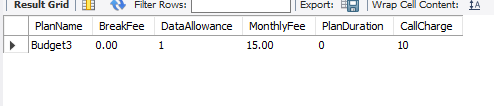 Result Grid Filter Rows: Export: Wrap Cell Content:
PlanName BreakFee DataAllowance MonthlyFee PlanDuration CallCharge
Budget3 0.00 1 15.00 0 10